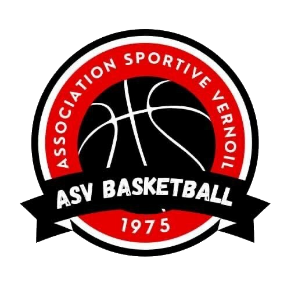 ASSOCIATION SPORTIVE VERNOIL
ASV BASKETBALL
1975